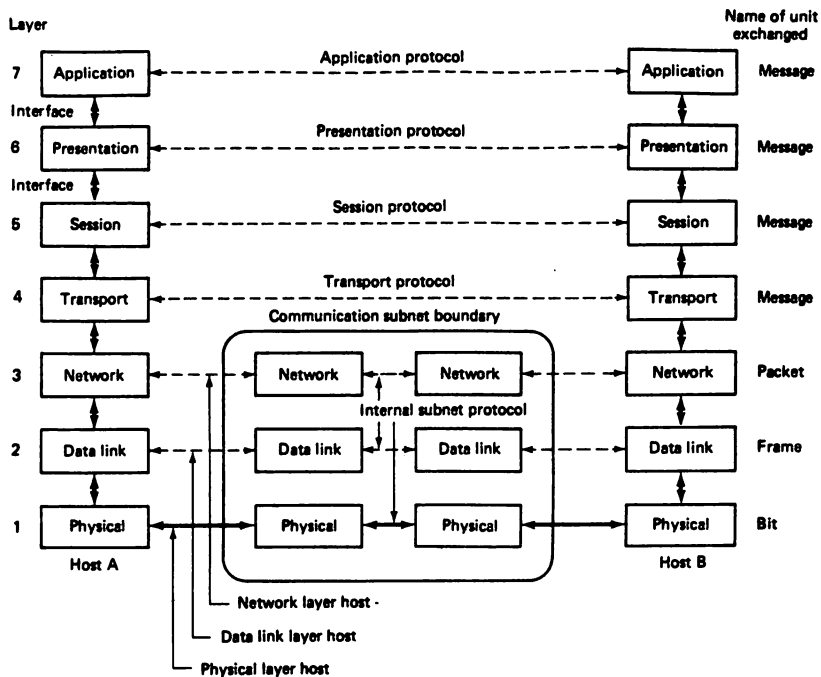 Layer
Name of unit
exchanged
Application protocol
7 Application Application Message
Interface
Presentation protocol
6 Presentation Presentation Message
Interface
Session protocol
5 Session Session Message
Transport protocol
4 Transport Transport Message
Communication subnet boundary
3 Network Network Network Network Packet
Internal subnet protocol
2 Data link Data link Data link Data link Frame
1 Physical Physical Physical Physical Bit
Host A Host B
Network layer host -
Data link layer host
Physical layer host